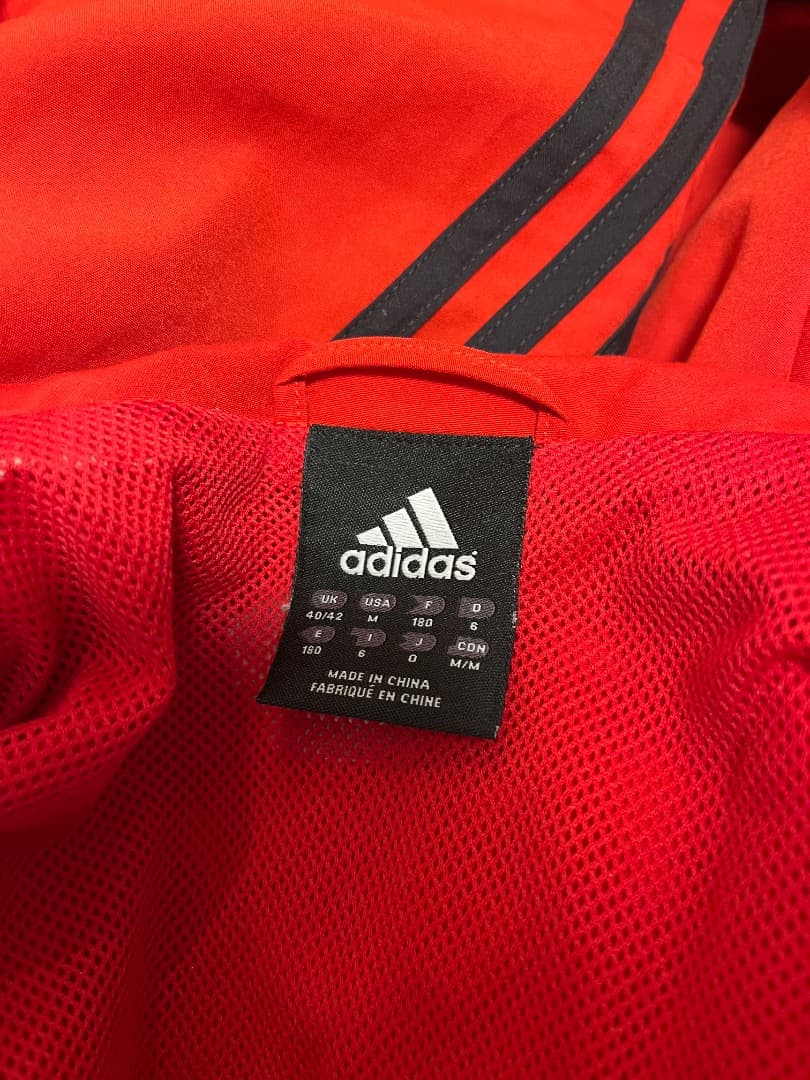 adidas
UK USA F D
40/42 M 180 6
E I J CDN
180 6 O M/M
MADE IN CHINA
FABRIQUÉ EN CHINE